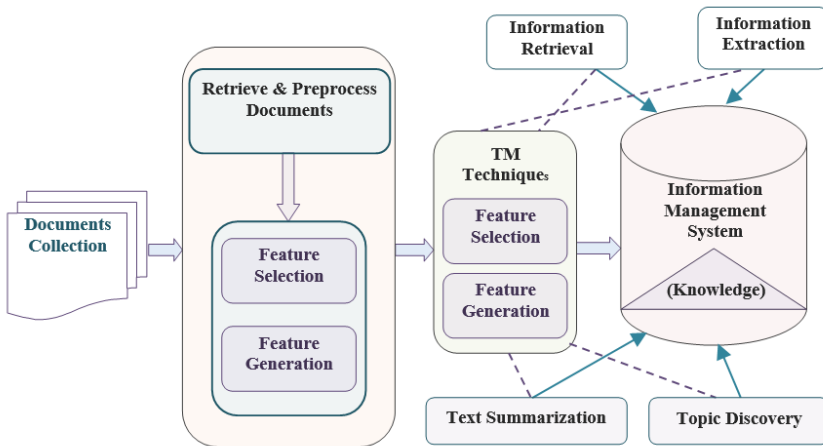 Information
Retrieval
Information
Extraction
Retrieve & Preprocess
Documents
TM
Techniques
Documents
Collection
Feature
Selection
Feature
Generation
Feature
Selection
Feature
Generation
Information
Management
System
(Knowledge)
Text Summarization
Topic Discovery